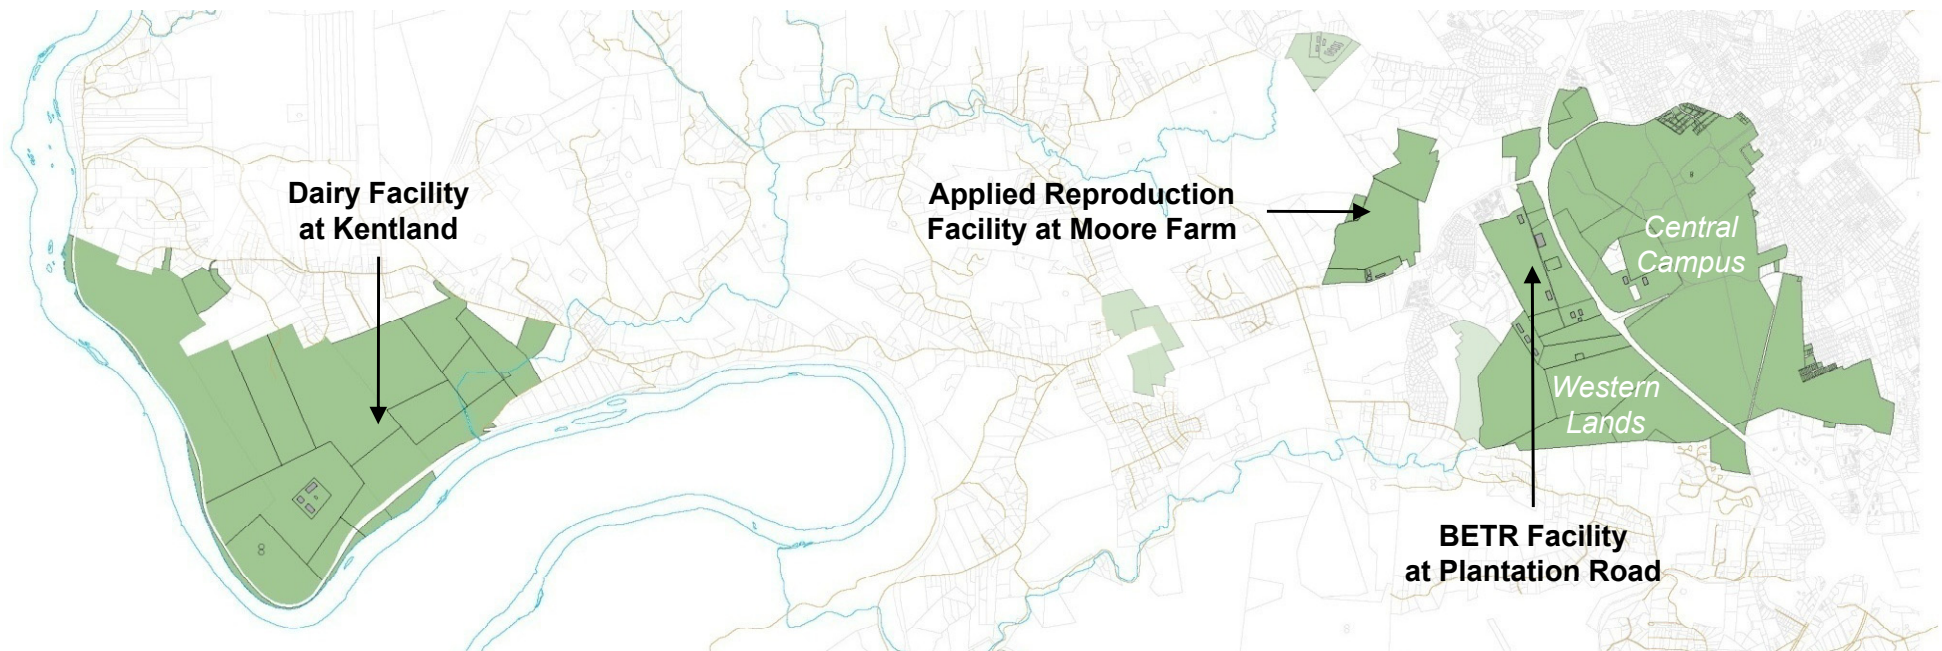 Dairy Facility
at Kentland
Applied Reproduction
Facility at Moore Farm
Central
Campus
Western
Lands
BETR Facility
at Plantation Road